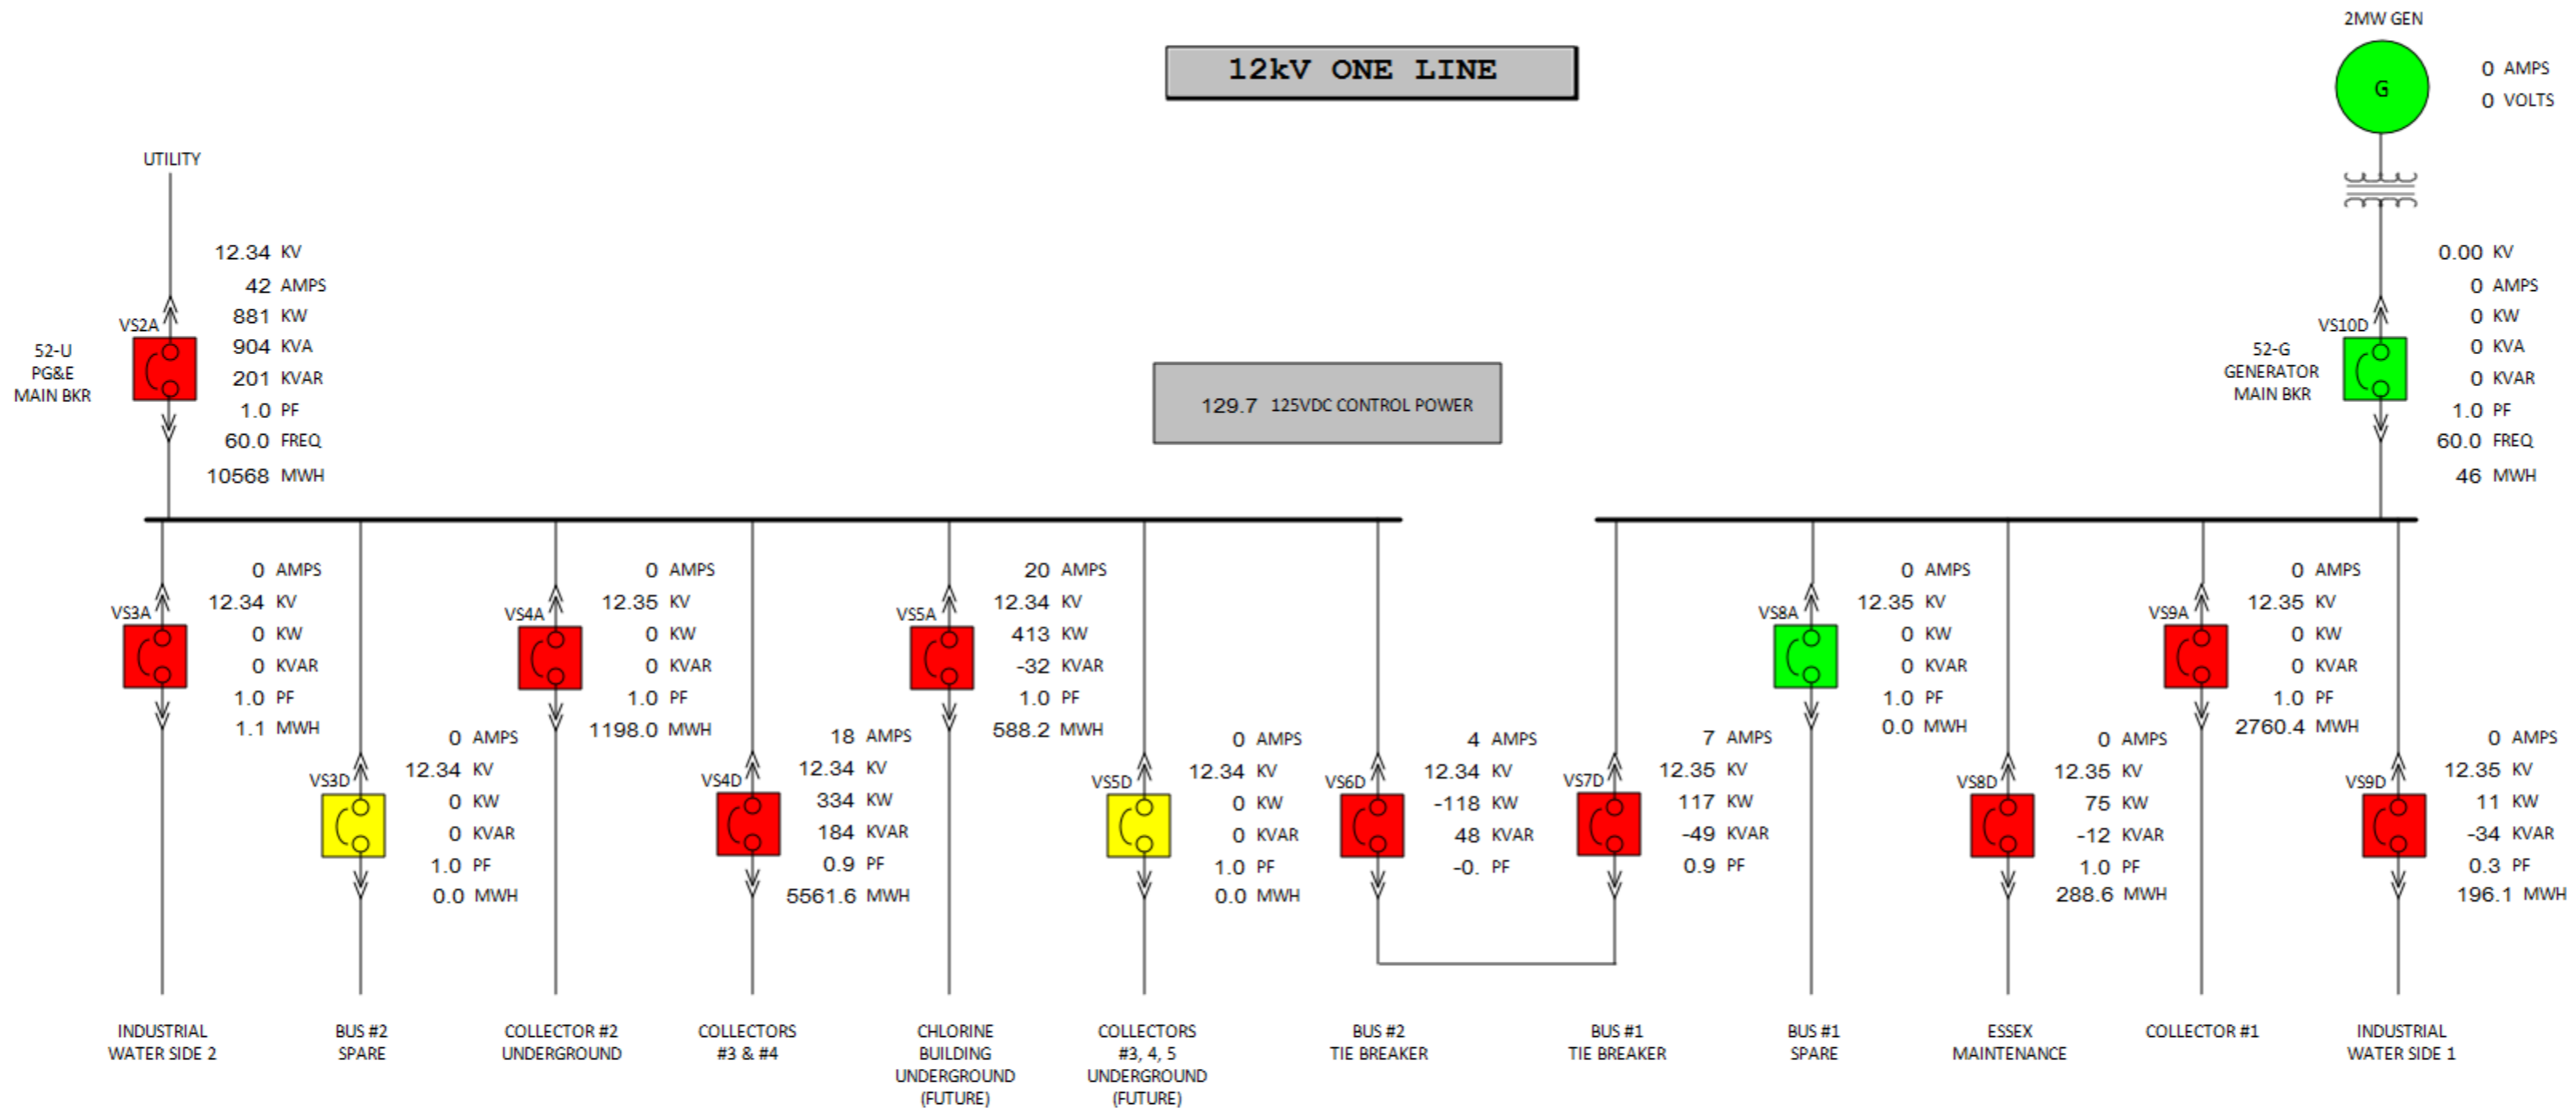 2MW GEN
12kV ONE LINE
G
0 AMPS
0 VOLTS
UTILITY
12.34 KV
42 AMPS
881 KW
904 KVA
201 KVAR
1.0 PF
60.0 FREQ
10568 MWH
VS2A
52-U
PG&E
MAIN BKR
129.7 125VDC CONTROL POWER
0.00 KV
0 AMPS
0 KW
0 KVA
0 KVAR
1.0 PF
60.0 FREQ
46 MWH
VS10D
52-G
GENERATOR
MAIN BKR
VS3A
0 AMPS
12.34 KV
0 KW
0 KVAR
1.0 PF
1.1 MWH
INDUSTRIAL
WATER SIDE 2
VS3D
0 AMPS
12.34 KV
0 KW
0 KVAR
1.0 PF
0.0 MWH
BUS #2
SPARE
VS4A
0 AMPS
12.35 KV
0 KW
0 KVAR
1.0 PF
1198.0 MWH
COLLECTOR #2
UNDERGROUND
VS4D
18 AMPS
12.34 KV
334 KW
184 KVAR
0.9 PF
5561.6 MWH
COLLECTORS
#3 & #4
VS5A
20 AMPS
12.34 KV
413 KW
-32 KVAR
1.0 PF
588.2 MWH
CHLORINE
BUILDING
UNDERGROUND
(FUTURE)
VS5D
0 AMPS
12.34 KV
0 KW
0 KVAR
1.0 PF
0.0 MWH
COLLECTORS
#3, 4, 5
UNDERGROUND
(FUTURE)
VS6D
4 AMPS
12.34 KV
-118 KW
48 KVAR
-0. PF
BUS #2
TIE BREAKER
VS7D
7 AMPS
12.35 KV
117 KW
-49 KVAR
0.9 PF
BUS #1
TIE BREAKER
VS8A
0 AMPS
12.35 KV
0 KW
0 KVAR
1.0 PF
0.0 MWH
BUS #1
SPARE
VS8D
0 AMPS
12.35 KV
75 KW
-12 KVAR
1.0 PF
288.6 MWH
ESSEX
MAINTENANCE
VS9A
0 AMPS
12.35 KV
0 KW
0 KVAR
1.0 PF
2760.4 MWH
COLLECTOR #1
VS9D
0 AMPS
12.35 KV
11 KW
-34 KVAR
0.3 PF
196.1 MWH
INDUSTRIAL
WATER SIDE 1